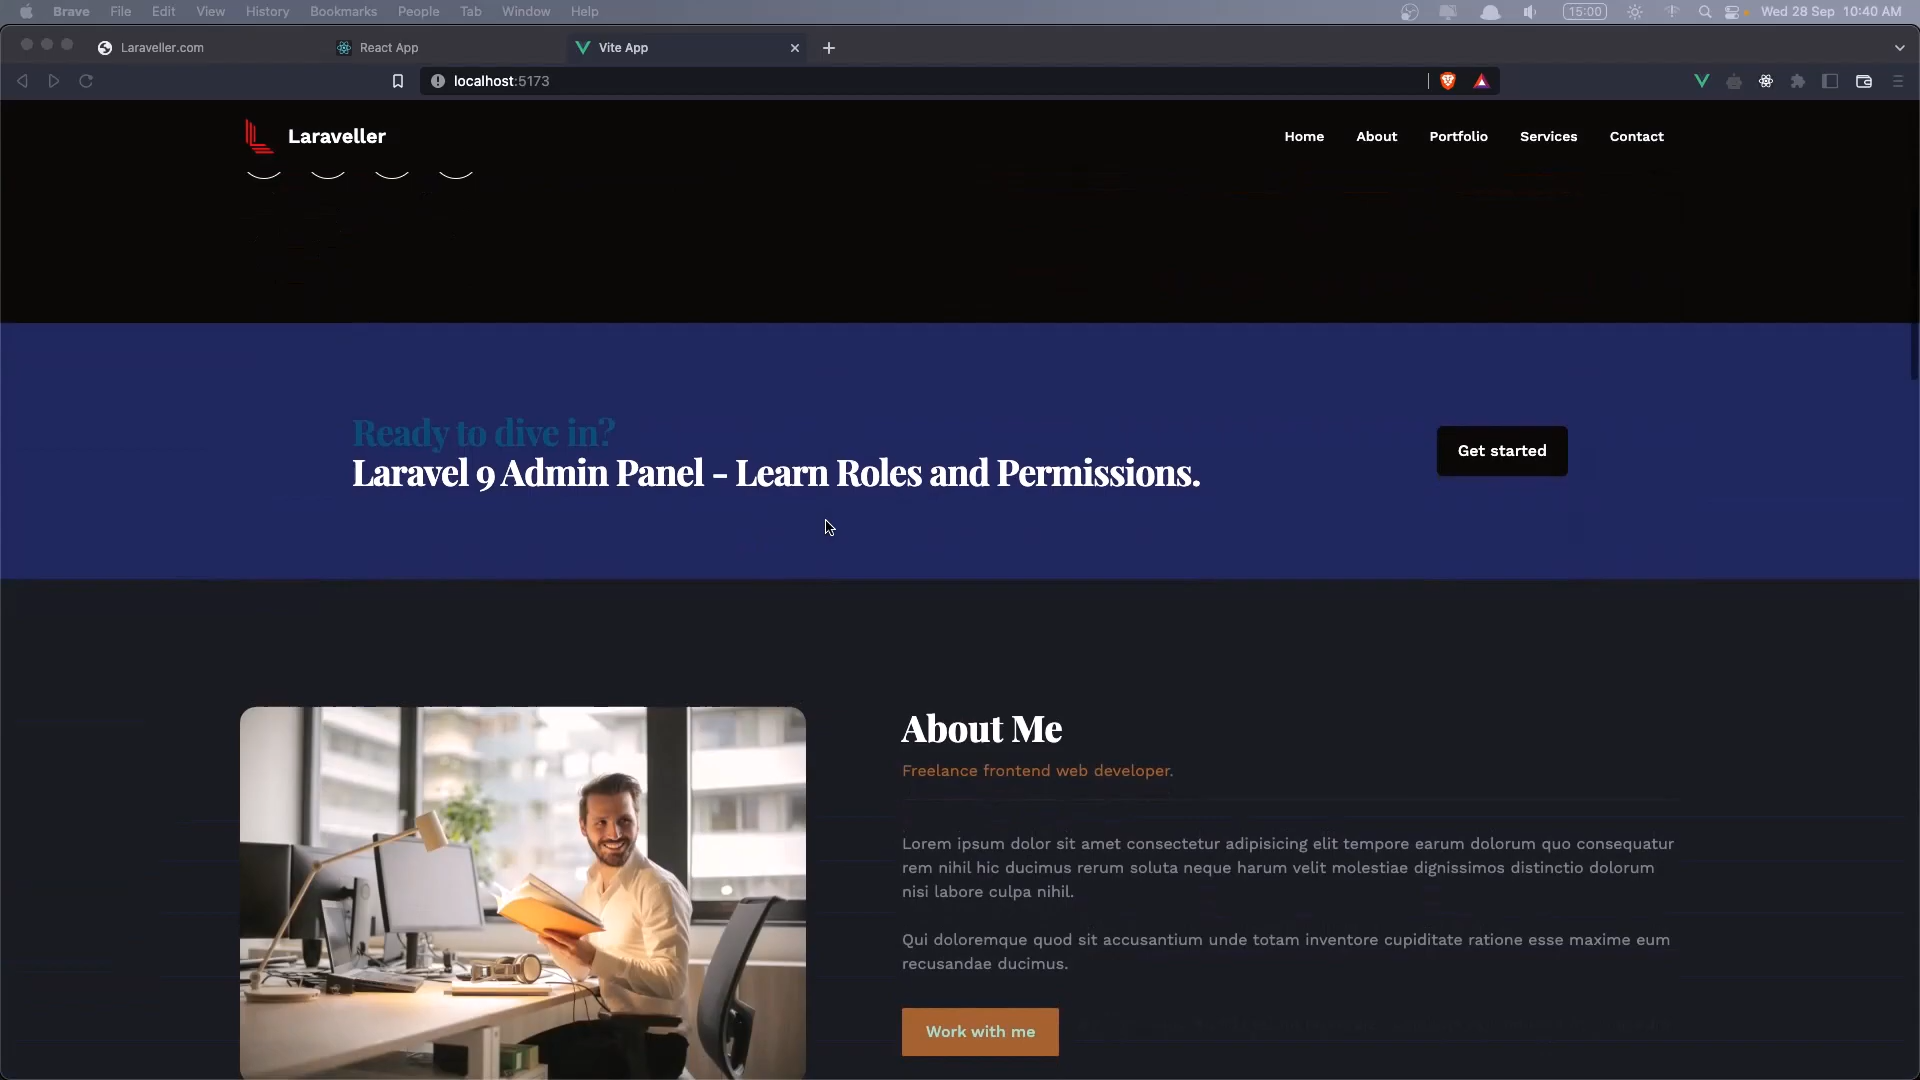 Brave File Edit View History Bookmarks People Tab Window Help 15:00 Wed 28 Sep 10:40 AM
Laraveller.com React App Vite App
localhost:5173
Laraveller Home About Portfolio Services Contact
Ready to dive in?
Laravel 9 Admin Panel - Learn Roles and Permissions.
Get started
About Me
Freelance frontend web developer.
Lorem ipsum dolor sit amet consectetur adipisicing elit tempore earum dolorum quo consequatur
rem nihil hic ducimus rerum soluta neque harum velit molestiae dignissimos distinctio dolorum
nisi labore culpa nihil.
Qui doloremque quod sit accusantium unde totam inventore cupiditate ratione esse maxime eum
recusandae ducimus.
Work with me